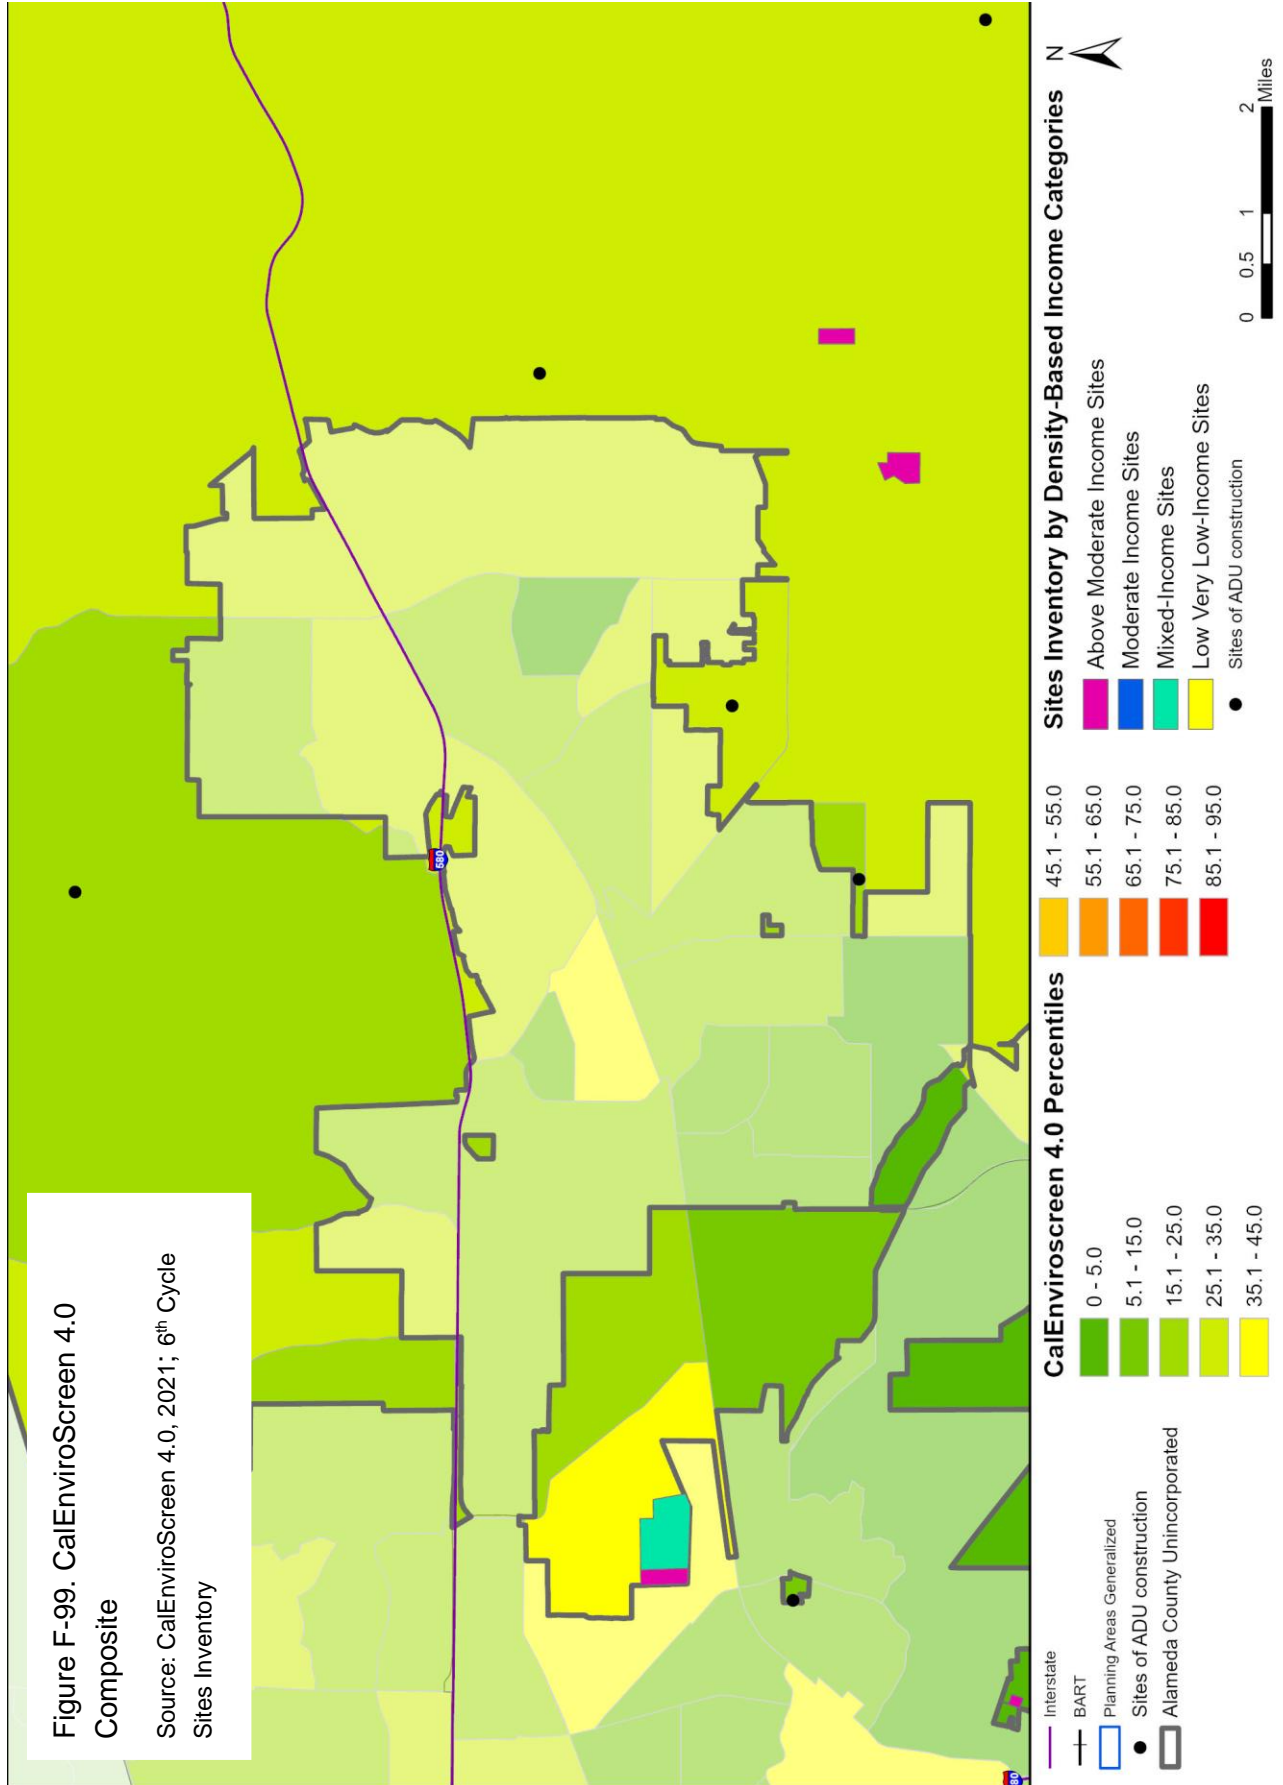 Figure F-99. CalEnviroScreen 4.0
Composite
Source: CalEnviroScreen 4.0, 2021; 6th Cycle
Sites Inventory
680
80
Interstate
BART
Planning Areas Generalized
Sites of ADU construction
Alameda County Unincorporated
CalEnviroscreen 4.0 Percentiles
0 - 5.0
5.1 - 15.0
15.1 - 25.0
25.1 - 35.0
35.1 - 45.0
45.1 - 55.0
55.1 - 65.0
65.1 - 75.0
75.1 - 85.0
85.1 - 95.0
Sites Inventory by Density-Based Income Categories
Above Moderate Income Sites
Moderate Income Sites
Mixed-Income Sites
Low Very Low-Income Sites
Sites of ADU construction
N
0 0.5 1 2
Miles